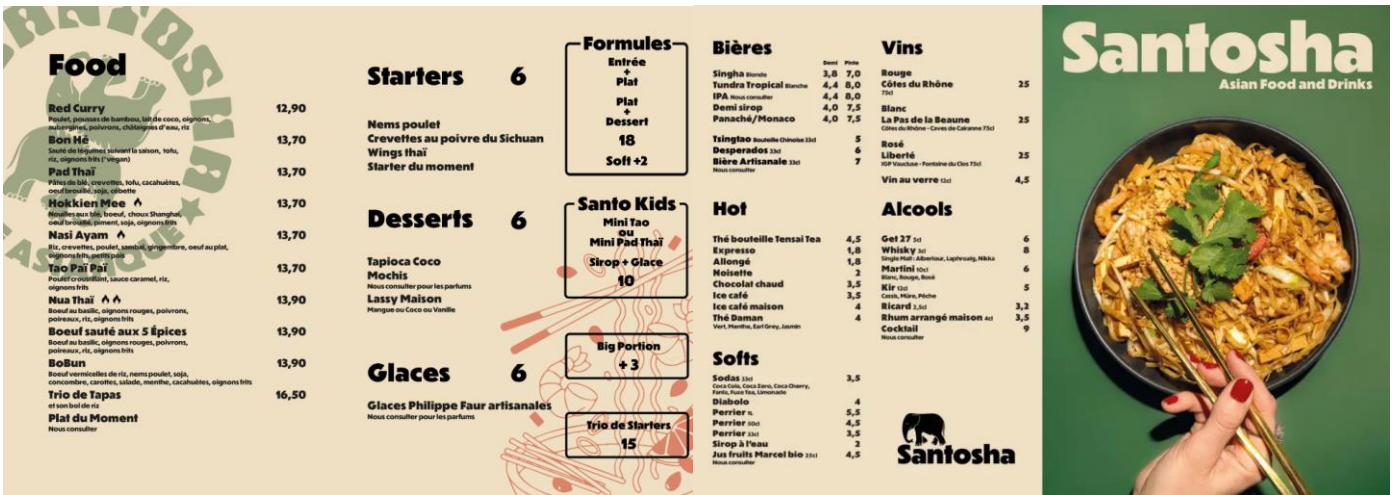 SANTOSHA
ASIATIQUE
Food
Red Curry 12,90
Poulet, pousses de bambou, lait de coco, oignons,
aubergines, poivrons, châtaignes d'eau, riz
Bon Hé 13,70
Sauté de légumes suivant la saison, tofu,
riz, oignons frits (*vegan)
Pad Thaï 13,70
Pâtes de blé, crevettes, tofu, cacahuètes,
oeuf brouillé, soja, cébette
Hokkien Mee 13,70
Nouilles aux blé, boeuf, choux Shanghai,
oeuf brouillé, piment, soja, oignons frits
Nasi Ayam 13,70
Riz, crevettes, poulet, sambal, gingembre, oeuf au plat,
oignons frits, petits pois
Tao Paï Paï 13,70
Poulet croustillant, sauce caramel, riz,
oignons frits
Nua Thaï 13,90
Boeuf au basilic, oignons rouges, poivrons,
poireaux, riz, oignons frits
Boeuf sauté aux 5 Épices 13,90
Boeuf au basilic, oignons rouges, poivrons,
poireaux, riz, oignons frits
BoBun 13,90
Boeuf vermicelles de riz, nems poulet, soja,
concombre, carottes, salade, menthe, cacahuètes, oignons frits
Trio de Tapas 16,50
et son bol de riz
Plat du Moment
Nous consulter
Starters 6
Nems poulet
Crevettes au poivre du Sichuan
Wings thaï
Starter du moment
Desserts 6
Tapioca Coco
Mochis
Nous consulter pour les parfums
Lassy Maison
Mangue ou Coco ou Vanille
Glaces 6
Glaces Philippe Faur artisanales
Nous consulter pour les parfums
Formules
Entrée
+
Plat
Plat
+
Dessert
18
Soft +2
Santo Kids
Mini Tao
ou
Mini Pad Thaï
Sirop + Glace
10
Big Portion
+ 3
Trio de Starters
15
Bières
Demi Pinte
Singha Blonde 3,8 7,0
Tundra Tropical Blanche 4,4 8,0
IPA Nous consulter 4,4 8,0
Demi sirop 4,0 7,5
Panaché/Monaco 4,0 7,5
Tsingtao Bouteille Chinoise 33cl 5
Desperados 33cl 6
Bière Artisanale 33cl 7
Nous consulter
Hot
Thé bouteille Tensai Tea 4,5
Expresso 1,8
Allongé 1,8
Noisette 2
Chocolat chaud 3,5
Ice café 3,5
Ice café maison 4
Thé Daman 4
Vert, Menthe, Earl Grey, Jasmin
Softs
Sodas 33cl 3,5
Coca Cola, Coca Zero, Coca Cherry,
Fanta, Fuze Tea, Limonade
Diabolo 4
Perrier 1L 5,5
Perrier 50cl 4,5
Perrier 33cl 3,5
Sirop à l'eau 2
Jus fruits Marcel bio 25cl 4,5
Nous consulter
Vins
Rouge
Côtes du Rhône 25
75cl
Blanc
La Pas de la Beaune 25
Côtes du Rhône - Caves de Cairanne 75cl
Rosé
Liberté 25
IGP Vaucluse - Fontaine du Clos 75cl
Vin au verre 12cl 4,5
Alcools
Get 27 5cl 6
Whisky 3cl 8
Single Malt : Alberlour, Laphroaig, Nikka
Martini 10cl 6
Blanc, Rouge, Rosé
Kir 12cl 5
Cassis, Mûre, Pêche
Ricard 2,5cl 3,2
Rhum arrangé maison 4cl 3,5
Cocktail 9
Nous consulter
Santosha
Santosha
Asian Food and Drinks